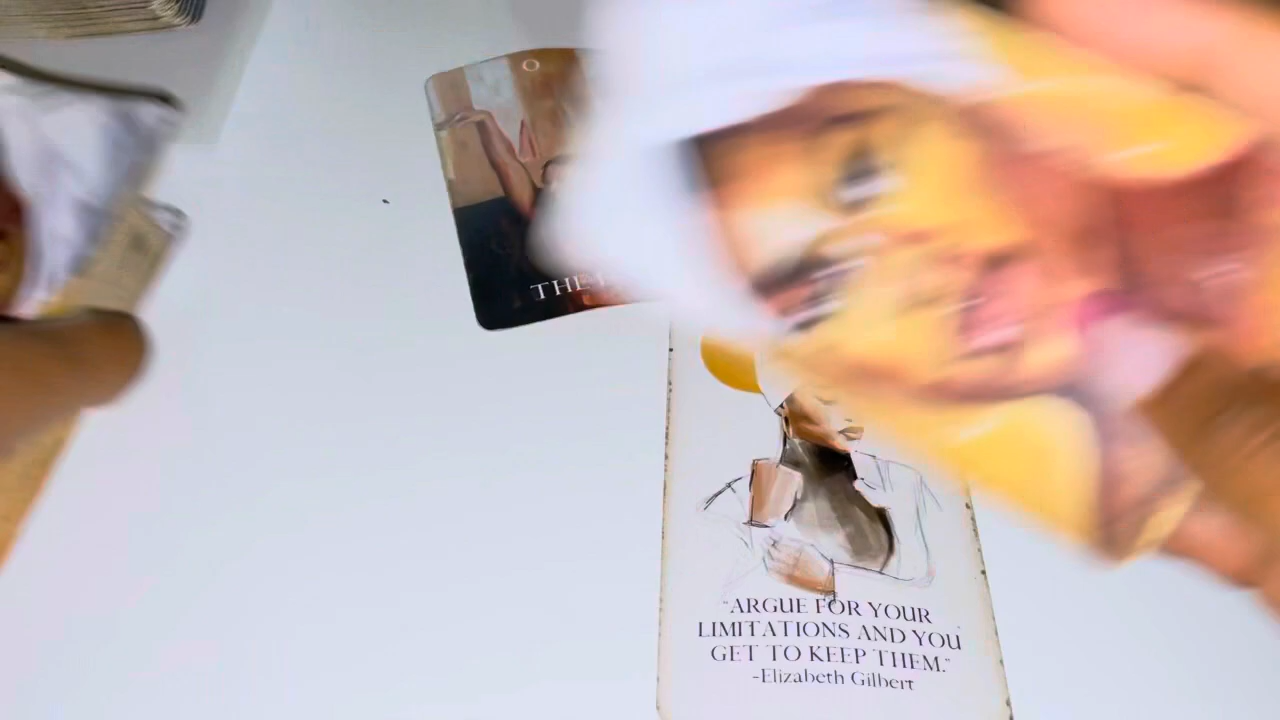 O
THE
"ARGUE FOR YOUR
LIMITATIONS AND YOU
GET TO KEEP THEM."
-Elizabeth Gilbert